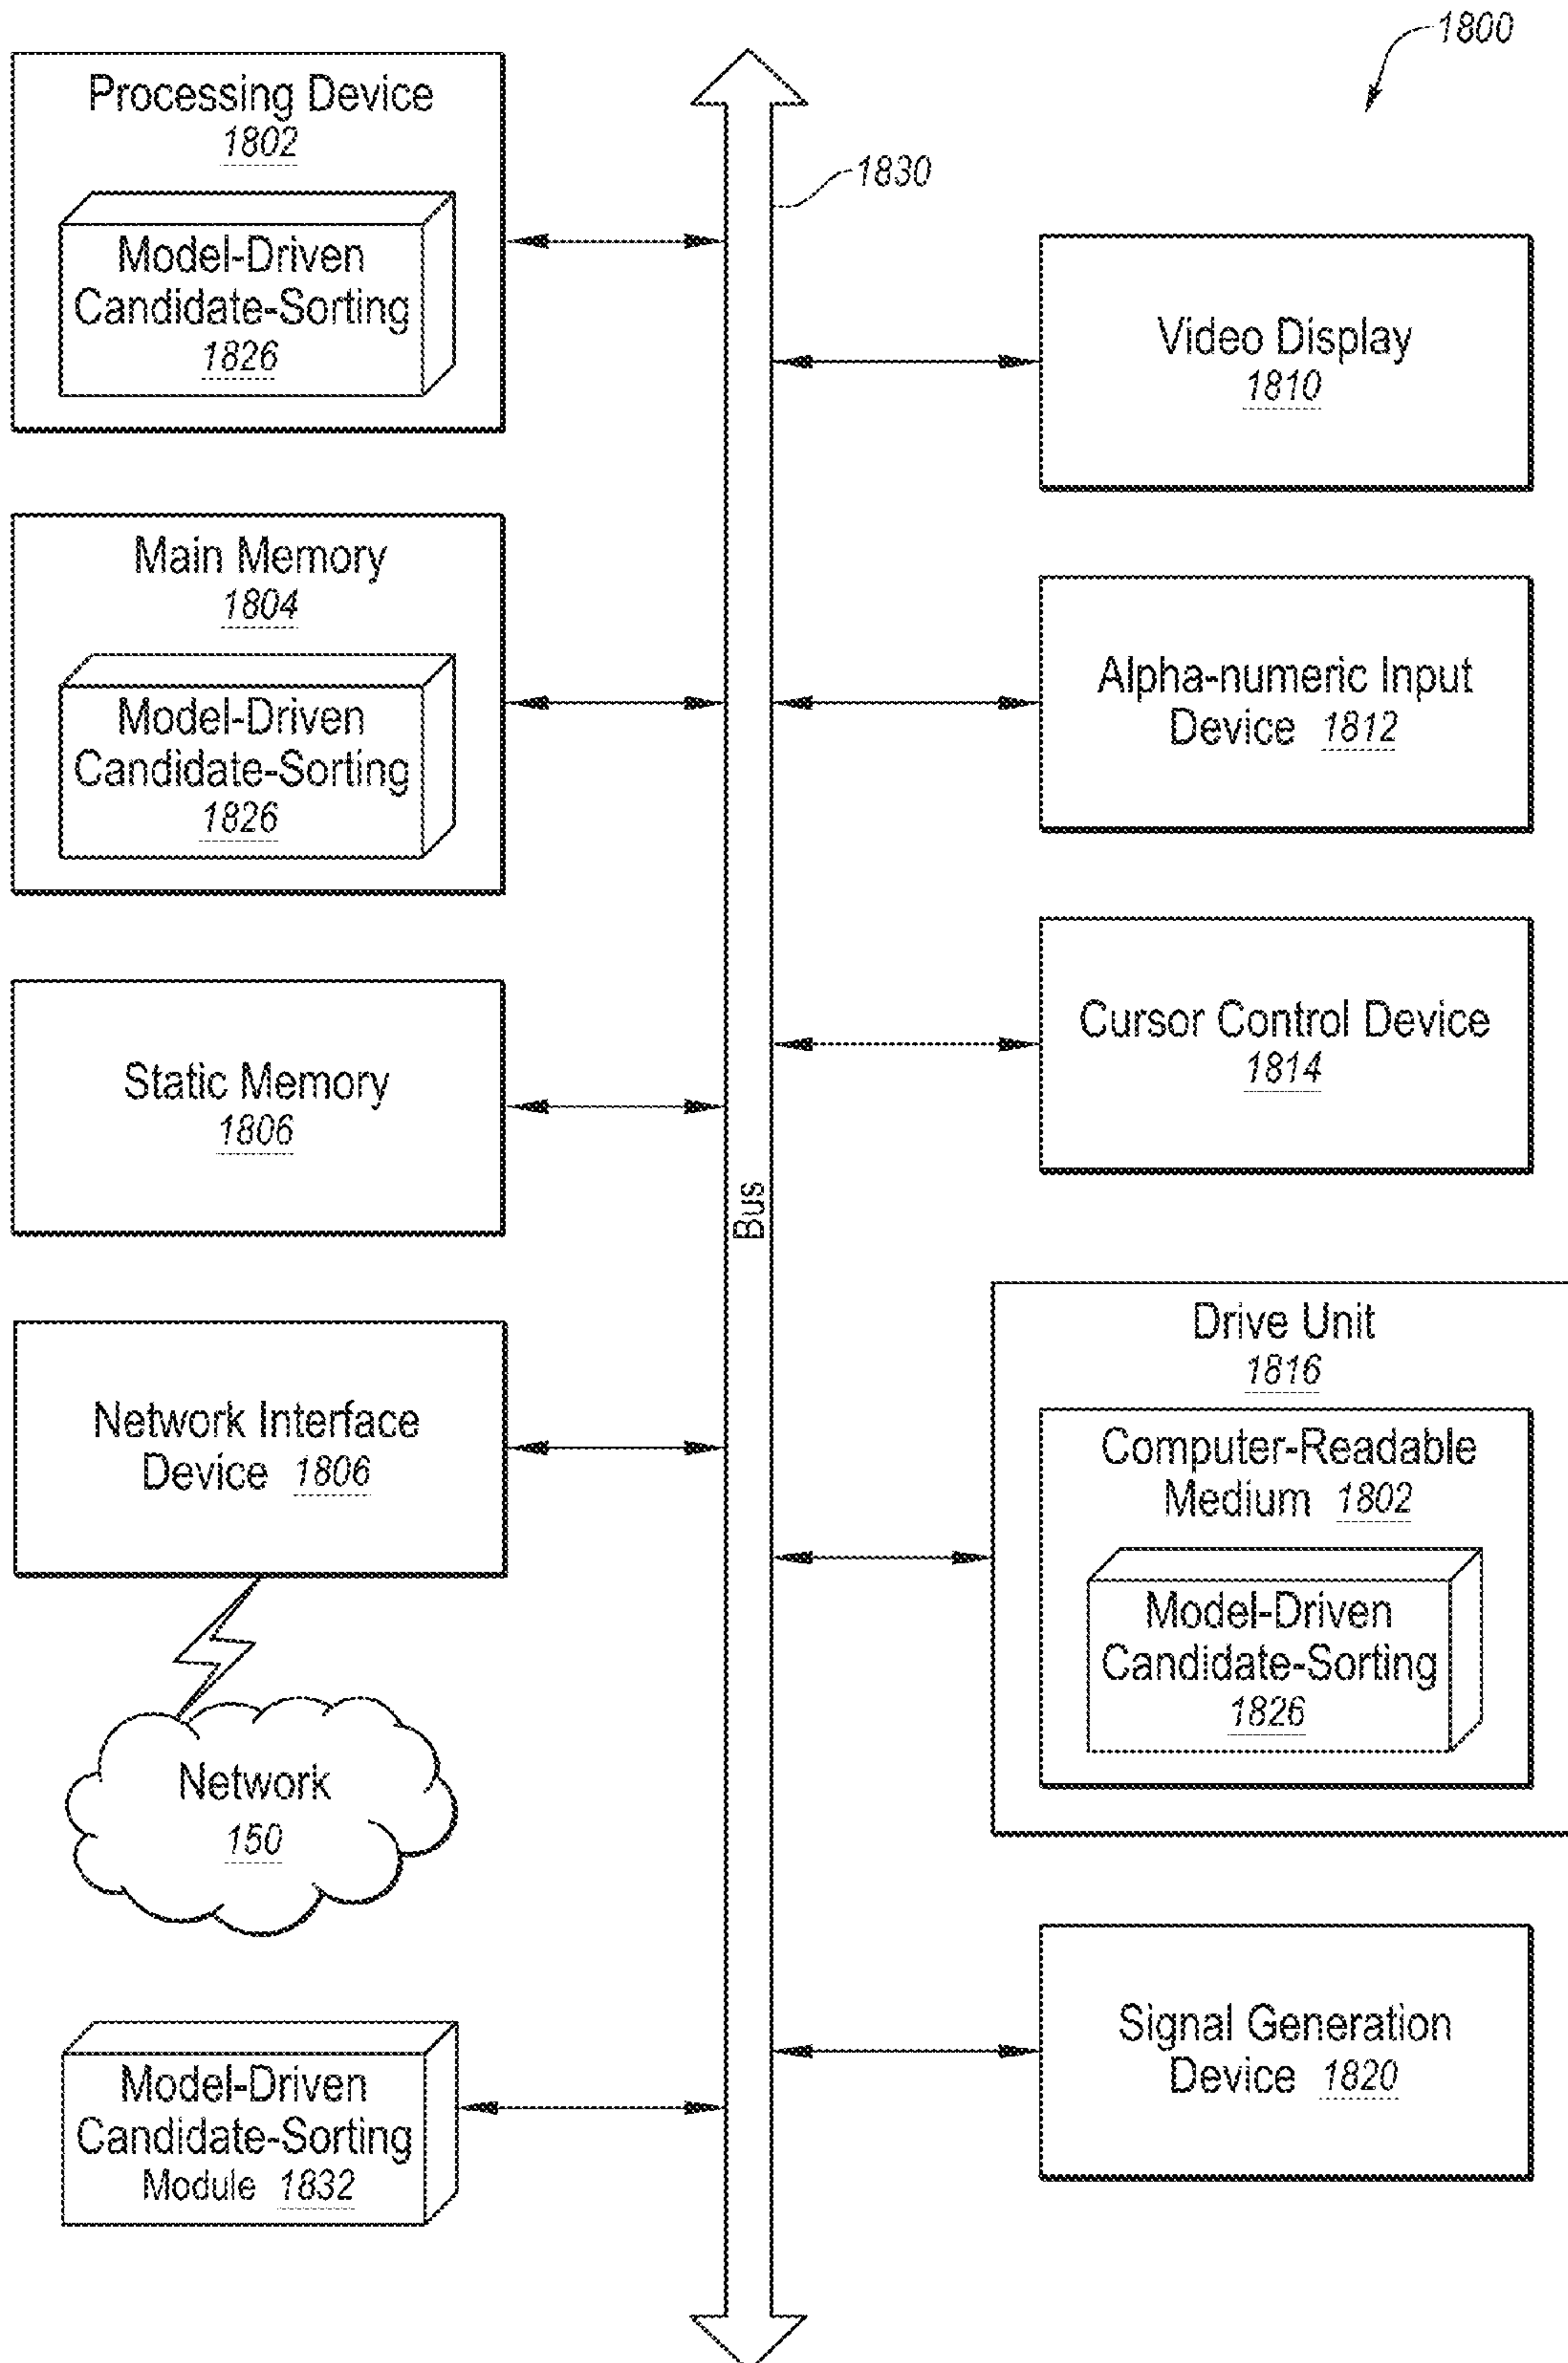 1800
Processing Device
1802
Model-Driven
Candidate-Sorting
1826
1830
Video Display
1810
Main Memory
1804
Model-Driven
Candidate-Sorting
1826
Alpha-numeric Input
Device 1812
Static Memory
1806
Cursor Control Device
1814
Bus
Network Interface
Device 1806
Drive Unit
1816
Computer-Readable
Medium 1802
Model-Driven
Candidate-Sorting
1826
Network
150
Model-Driven
Candidate-Sorting
Module 1832
Signal Generation
Device 1820